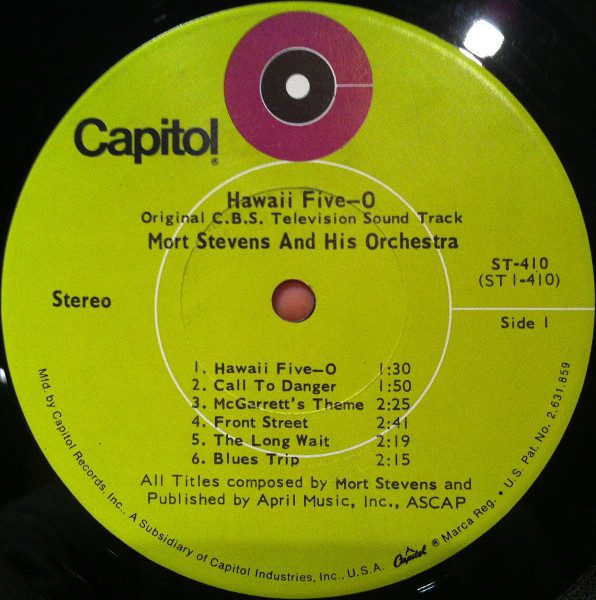 Capitol®
Hawaii Five-O
Original C.B.S. Television Sound Track
Mort Stevens And His Orchestra
ST-410
(ST 1-410)
Stereo
Side 1
1. Hawaii Five-O 1:30
2. Call To Danger 1:50
3. McGarrett's Theme 2:25
4. Front Street 2:41
5. The Long Wait 2:19
6. Blues Trip 2:15
All Titles composed by Mort Stevens and
Published by April Music, Inc., ASCAP
Mfd. by Capitol Records, Inc., A Subsidiary of Capitol Industries, Inc., U.S.A. Capitol ® Marca Reg. • U.S. Pat. No. 2,631,859